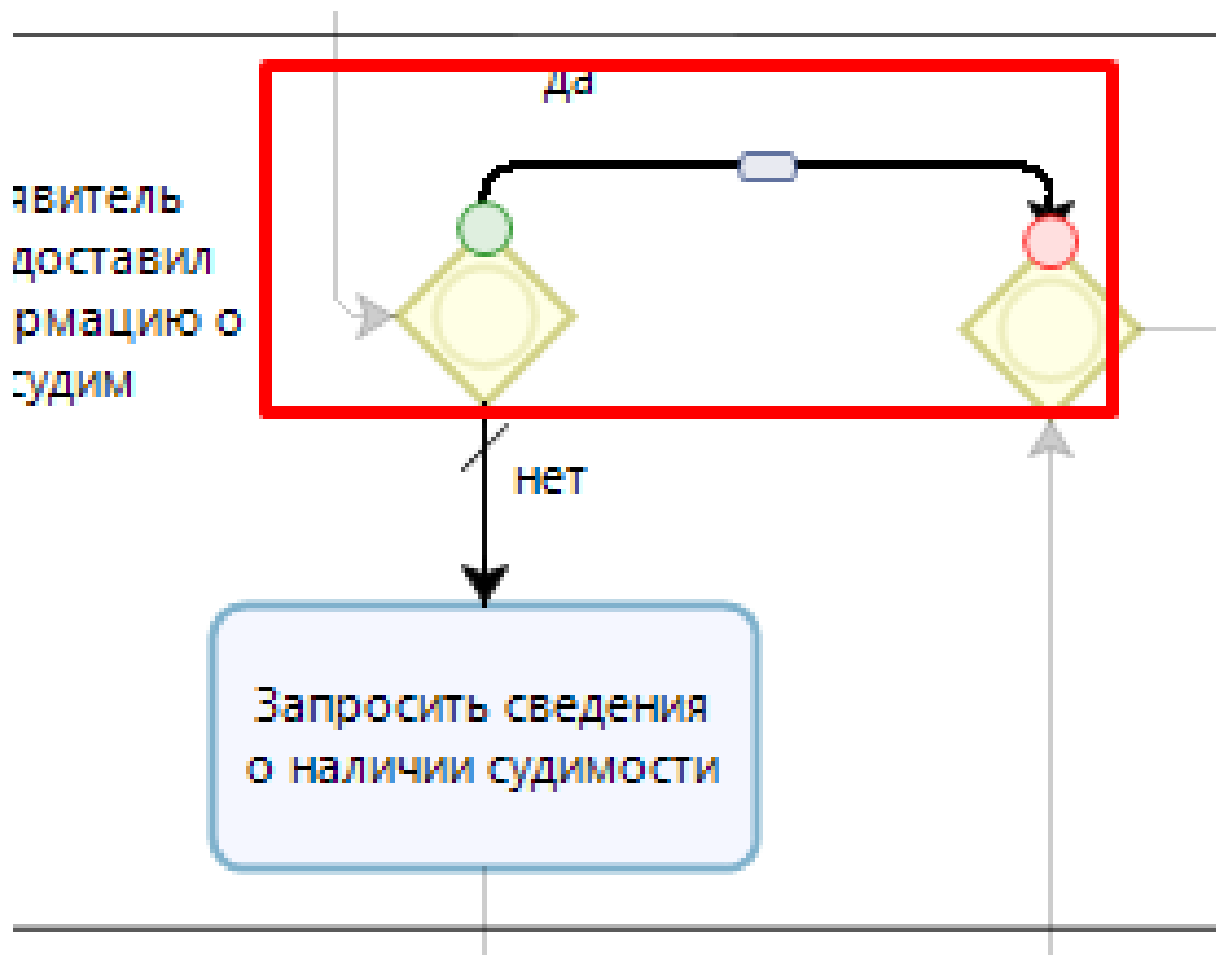 да
явитель
доставил
рмацию о
судим
нет
Запросить сведения
о наличии судимости